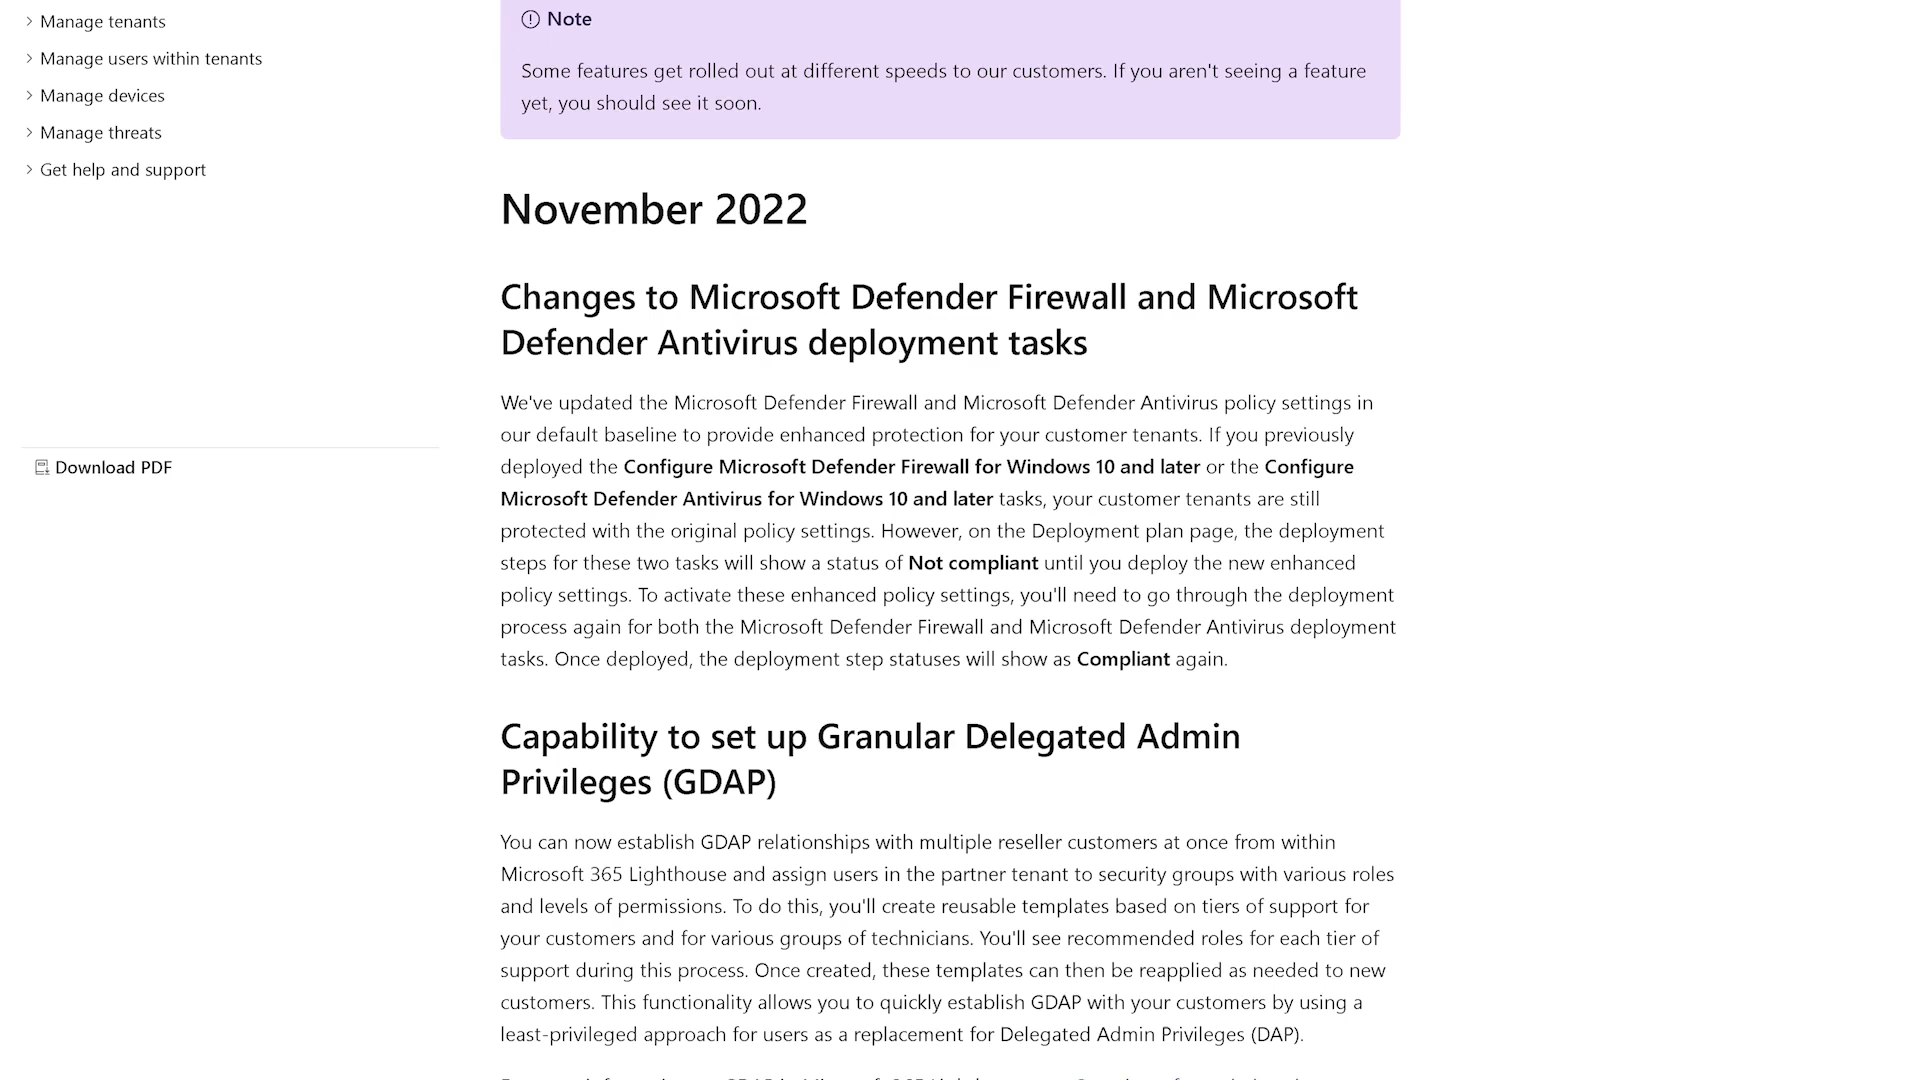 Manage tenants
Manage users within tenants
Manage devices
Manage threats
Get help and support
Download PDF
Note
Some features get rolled out at different speeds to our customers. If you aren't seeing a feature
yet, you should see it soon.
November 2022
Changes to Microsoft Defender Firewall and Microsoft
Defender Antivirus deployment tasks
We've updated the Microsoft Defender Firewall and Microsoft Defender Antivirus policy settings in
our default baseline to provide enhanced protection for your customer tenants. If you previously
deployed the Configure Microsoft Defender Firewall for Windows 10 and later or the Configure
Microsoft Defender Antivirus for Windows 10 and later tasks, your customer tenants are still
protected with the original policy settings. However, on the Deployment plan page, the deployment
steps for these two tasks will show a status of Not compliant until you deploy the new enhanced
policy settings. To activate these enhanced policy settings, you'll need to go through the deployment
process again for both the Microsoft Defender Firewall and Microsoft Defender Antivirus deployment
tasks. Once deployed, the deployment step statuses will show as Compliant again.
Capability to set up Granular Delegated Admin
Privileges (GDAP)
You can now establish GDAP relationships with multiple reseller customers at once from within
Microsoft 365 Lighthouse and assign users in the partner tenant to security groups with various roles
and levels of permissions. To do this, you'll create reusable templates based on tiers of support for
your customers and for various groups of technicians. You'll see recommended roles for each tier of
support during this process. Once created, these templates can then be reapplied as needed to new
customers. This functionality allows you to quickly establish GDAP with your customers by using a
least-privileged approach for users as a replacement for Delegated Admin Privileges (DAP).